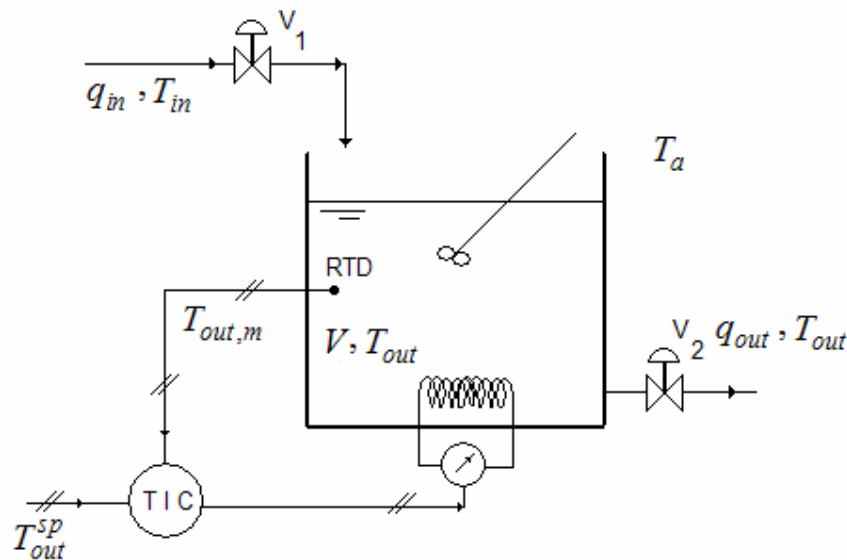 V₁
q_in , T_in
T_a
RTD
T_out,m
V, T_out
V₂ q_out , T_out
TIC
T_out^sp